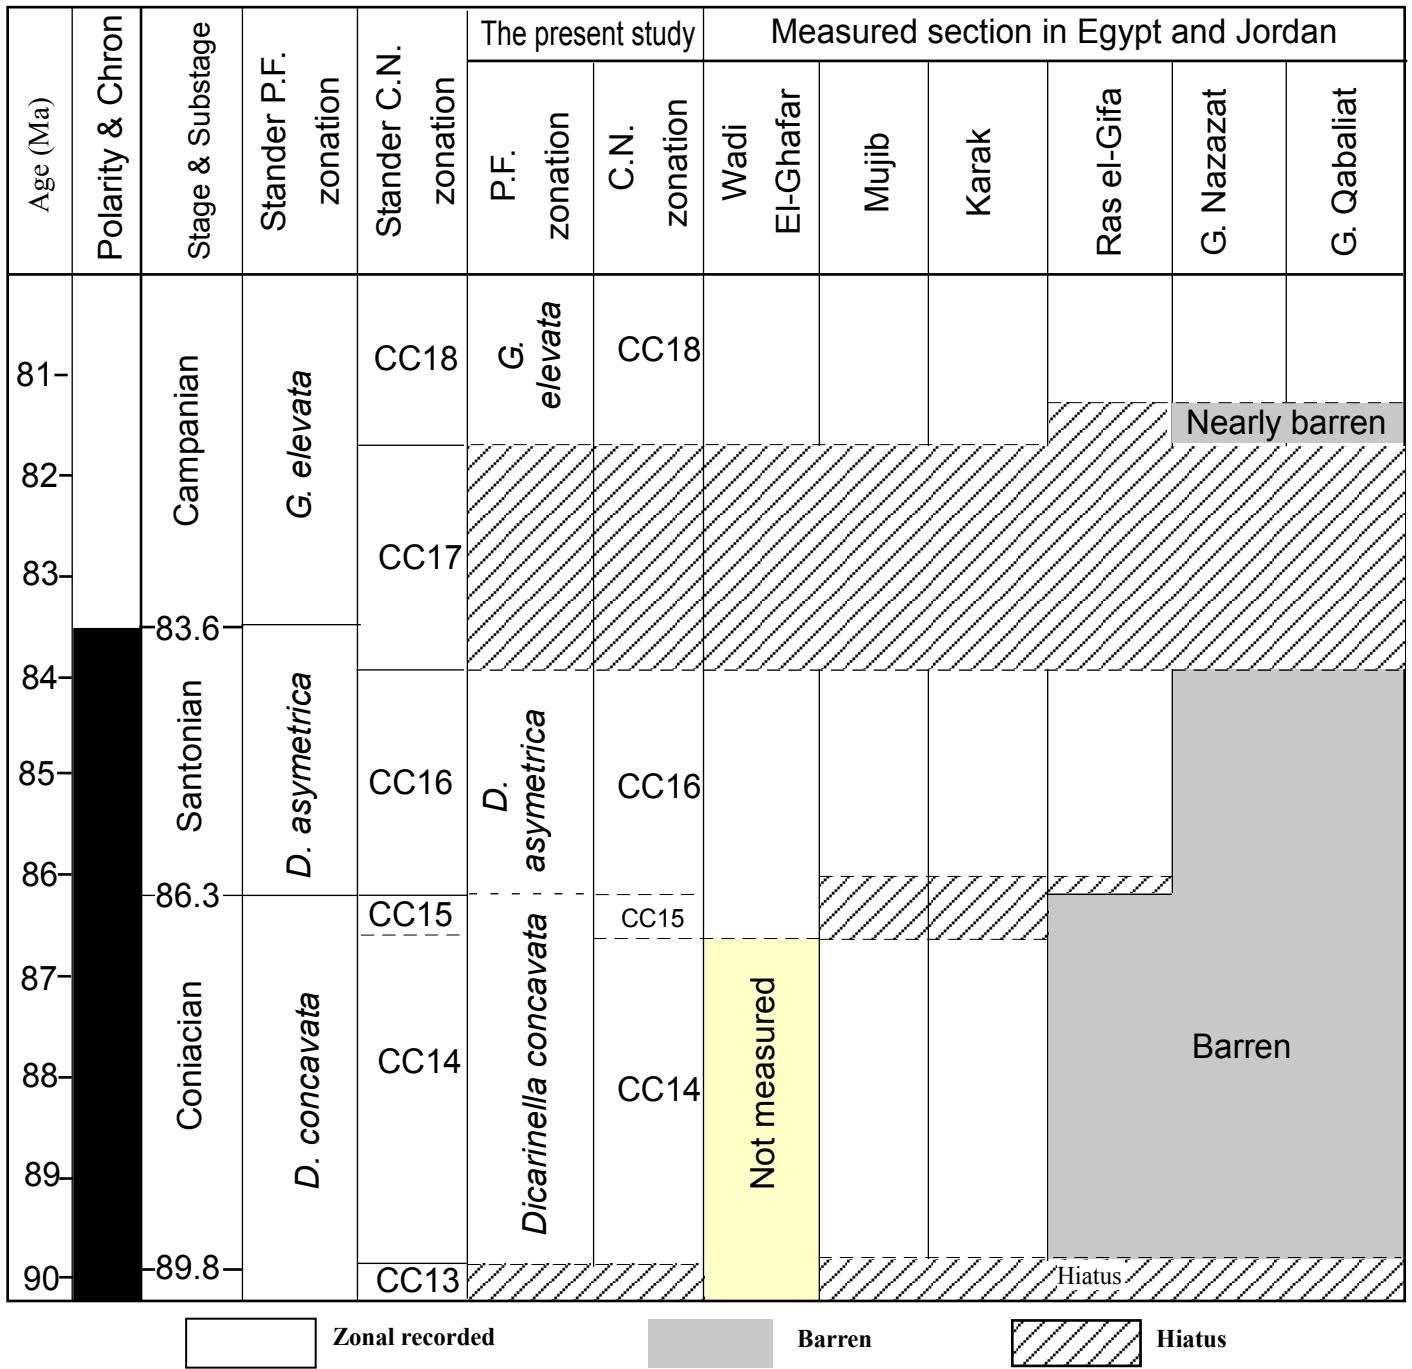 Age (Ma)
Polarity & Chron
Stage & Substage
Stander P.F.
zonation
Stander C.N.
zonation
The present study
P.F.
zonation
C.N.
zonation
Measured section in Egypt and Jordan
Wadi
El-Ghafar
Mujib
Karak
Ras el-Gifa
G. Nazazat
G. Qabaliat
81
82
83
84
85
86
87
88
89
90
Campanian
83.6
Santonian
86.3
Coniacian
89.8
G. elevata
D. asymetrica
D. concavata
CC18
CC17
CC16
CC15
CC14
CC13
G.
elevata
D.
asymetrica
Dicarinella concavata
CC18
CC16
CC15
CC14
Not measured
Nearly barren
Barren
Hiatus
Zonal recorded
Barren
Hiatus